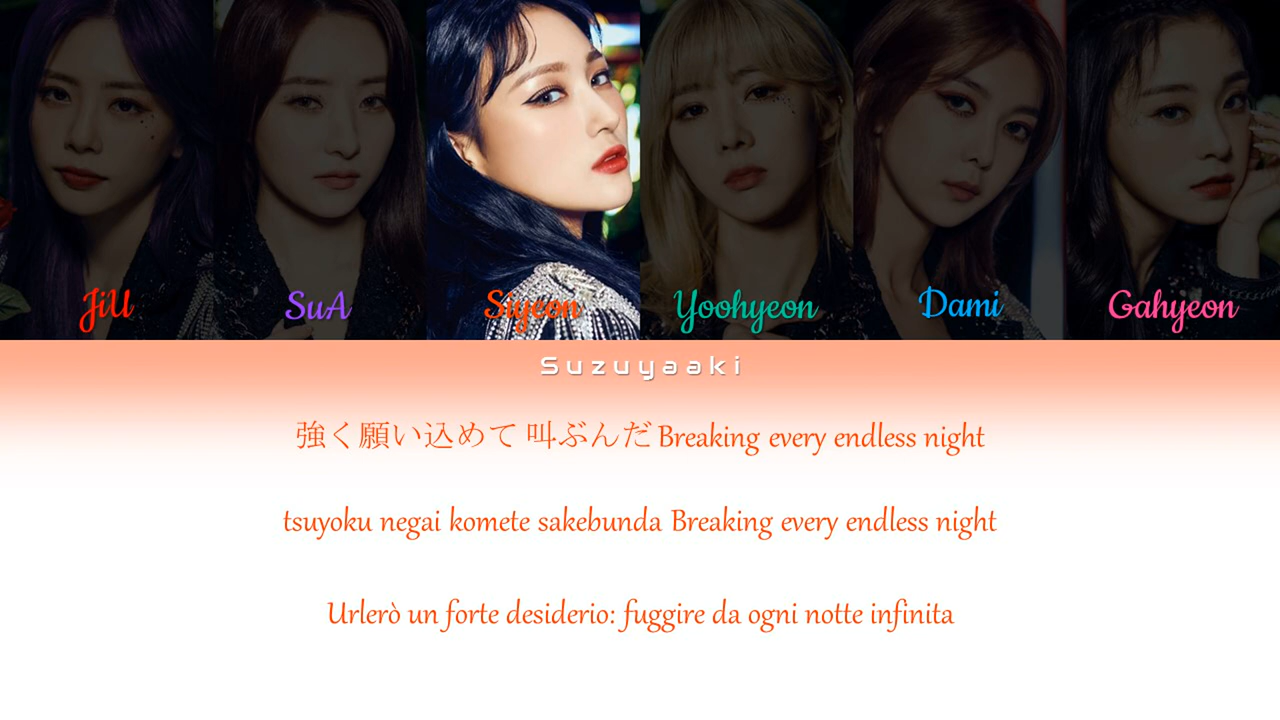 JiU SuA Siyeon Yoohyeon Dami Gahyeon
Suzuyaaki
強く願い込めて 叫ぶんだ Breaking every endless night
tsuyoku negai komete sakebunda Breaking every endless night
Urlerò un forte desiderio: fuggire da ogni notte infinita